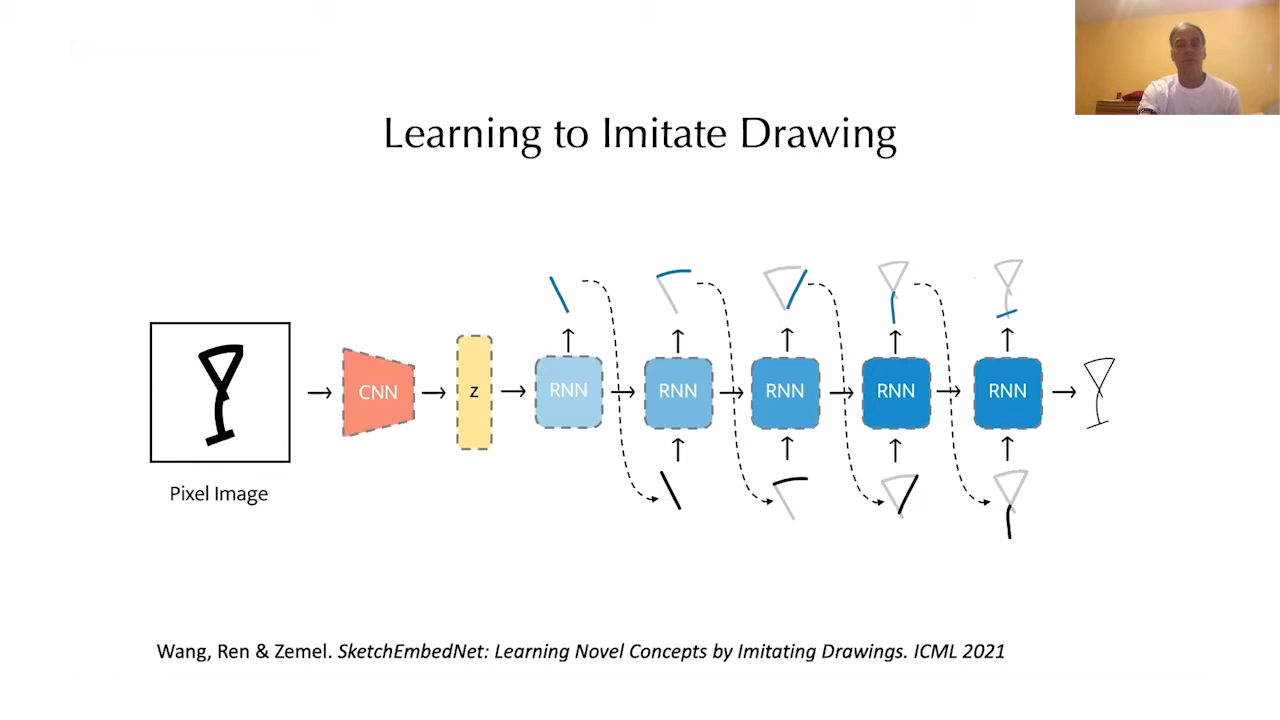 Learning to Imitate Drawing
CNN
z
RNN
RNN
RNN
RNN
RNN
Pixel Image
Wang, Ren & Zemel. SketchEmbedNet: Learning Novel Concepts by Imitating Drawings. ICML 2021